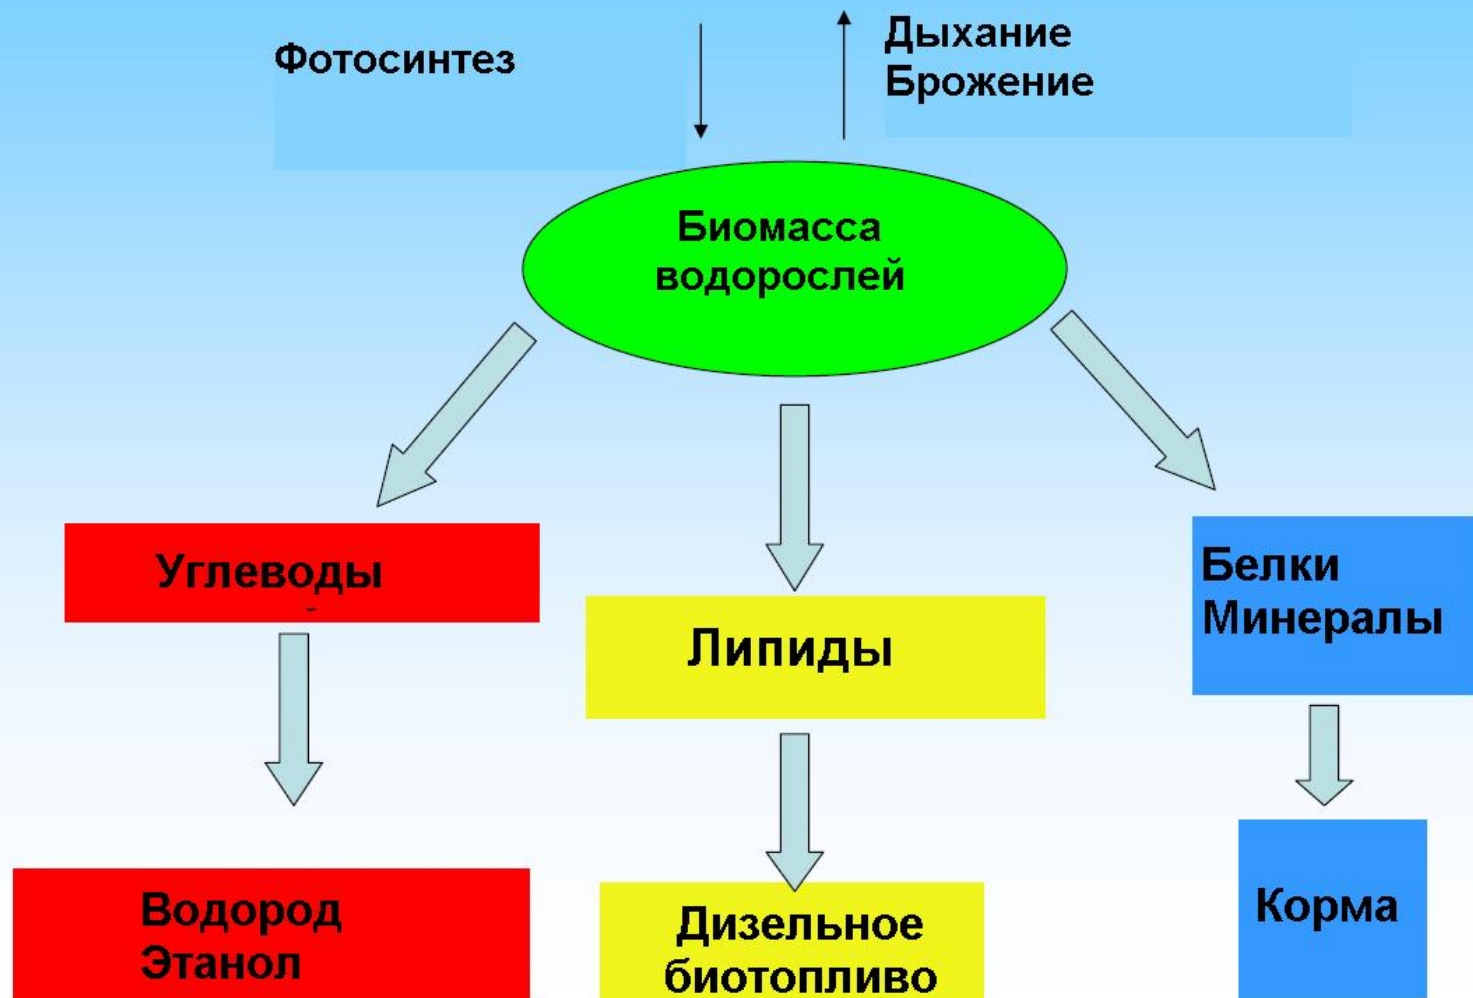 Фотосинтез
Дыхание
Брожение
Биомасса
водорослей
Углеводы
Липиды
Белки
Минералы
Водород
Этанол
Дизельное
биотопливо
Корма